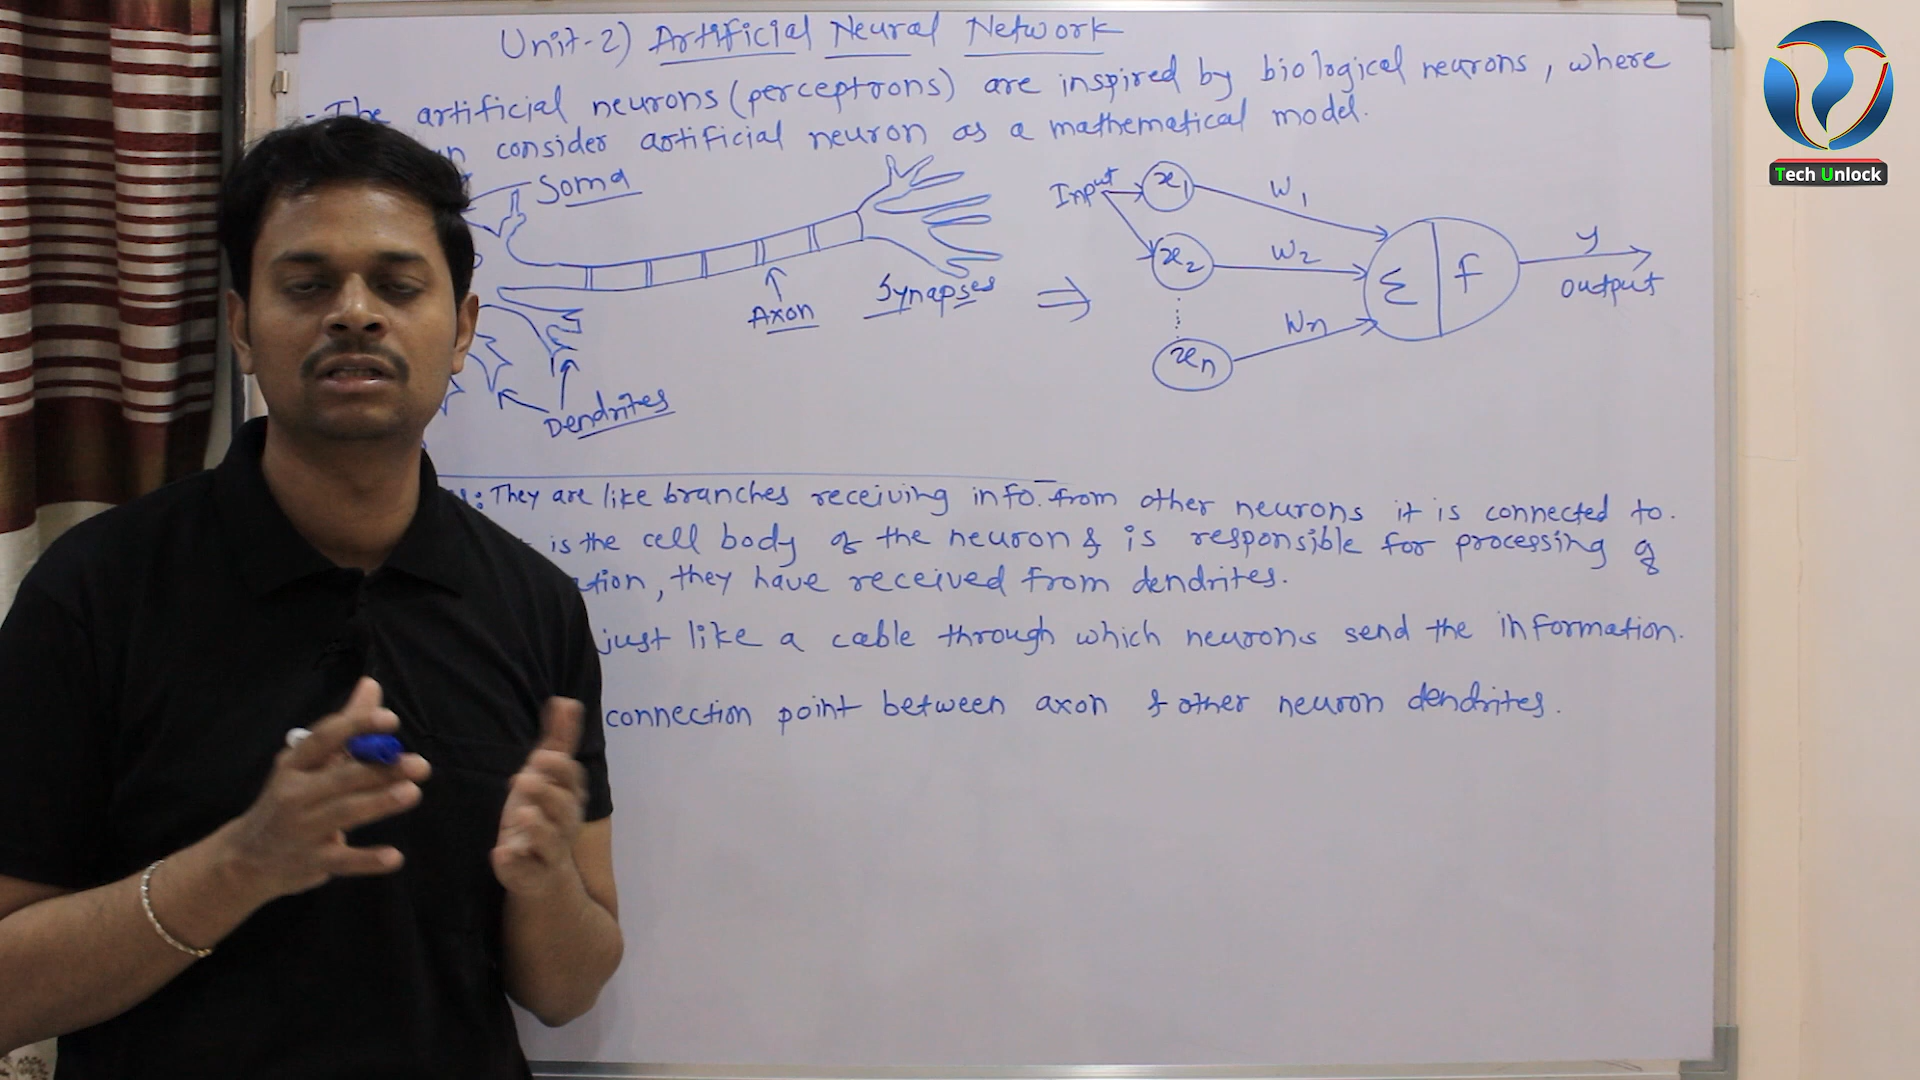 Unit-2) Artificial Neural Network
- The artificial neurons (perceptrons) are inspired by biological neurons, where
consider artificial neuron as a mathematical model.
Soma
Axon
Synapses
Dendrites
⇒
Input
x1
x2
xn
w1
w2
wn
Σ f
y
output
: They are like branches receiving info. from other neurons it is connected to.
is the cell body of the neuron & is responsible for processing of
they have received from dendrites.
just like a cable through which neurons send the information.
connection point between axon & other neuron dendrites.
Tech Unlock